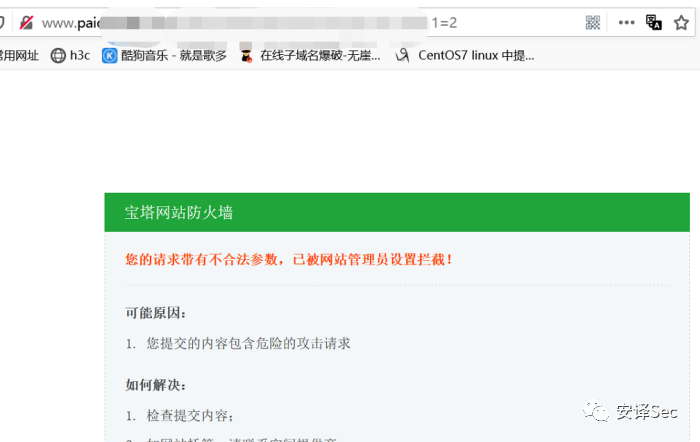 www.paid 1=2
常用网址 h3c 酷狗音乐 - 就是歌多 在线子域名爆破-无崖... CentOS7 linux 中提...
宝塔网站防火墙
您的请求带有不合法参数，已被网站管理员设置拦截！
可能原因：
1. 您提交的内容包含危险的攻击请求
如何解决：
1. 检查提交内容；
安译Sec